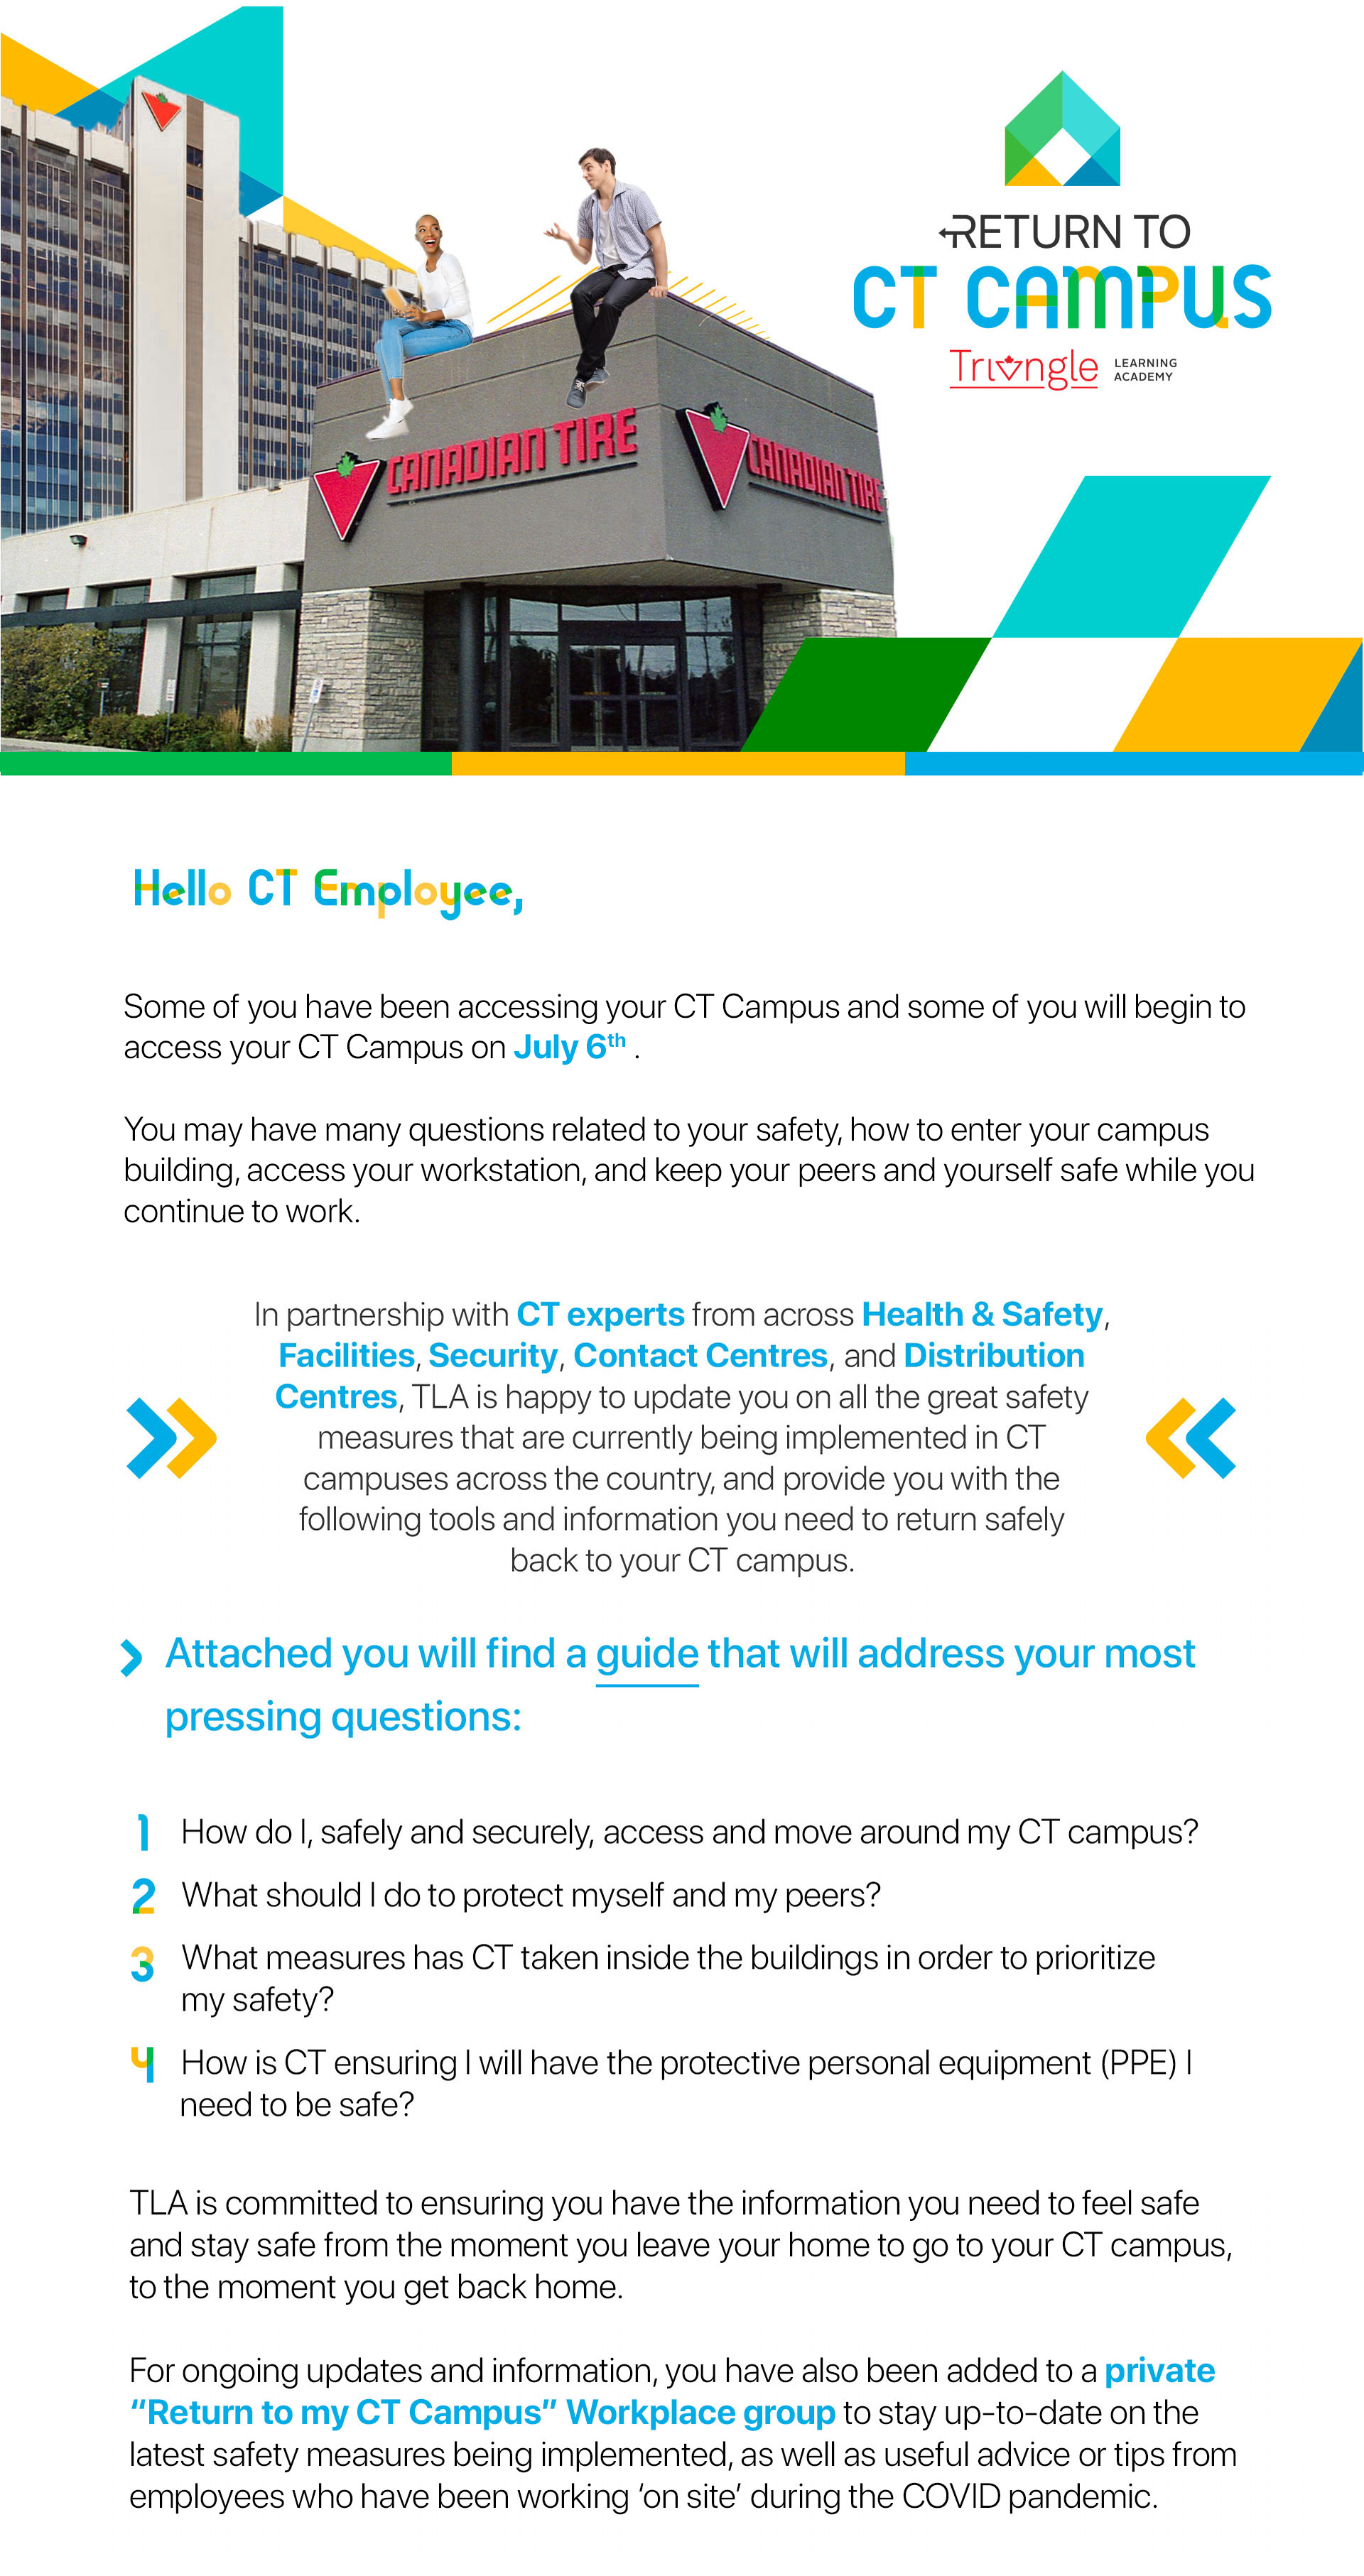 RETURN TO
CT CAMPUS
Triangle LEARNING
ACADEMY
CANADIAN TIRE
CANADIAN TIRE
Hello CT Employee,
Some of you have been accessing your CT Campus and some of you will begin to
access your CT Campus on July 6th .
You may have many questions related to your safety, how to enter your campus
building, access your workstation, and keep your peers and yourself safe while you
continue to work.
In partnership with CT experts from across Health & Safety,
Facilities, Security, Contact Centres, and Distribution
Centres, TLA is happy to update you on all the great safety
measures that are currently being implemented in CT
campuses across the country, and provide you with the
following tools and information you need to return safely
back to your CT campus.
Attached you will find a guide that will address your most
pressing questions:
1 How do I, safely and securely, access and move around my CT campus?
2 What should I do to protect myself and my peers?
3 What measures has CT taken inside the buildings in order to prioritize
my safety?
4 How is CT ensuring I will have the protective personal equipment (PPE) I
need to be safe?
TLA is committed to ensuring you have the information you need to feel safe
and stay safe from the moment you leave your home to go to your CT campus,
to the moment you get back home.
For ongoing updates and information, you have also been added to a private
“Return to my CT Campus” Workplace group to stay up-to-date on the
latest safety measures being implemented, as well as useful advice or tips from
employees who have been working ‘on site’ during the COVID pandemic.